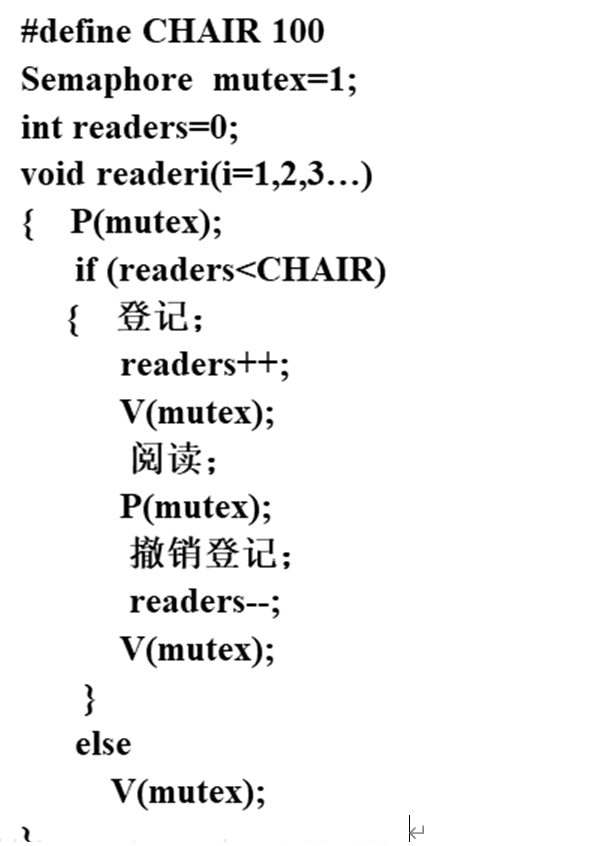 #define CHAIR 100
Semaphore mutex=1;
int readers=0;
void readeri(i=1,2,3…)
{ P(mutex);
if (readers<CHAIR)
{ 登记；
readers++;
V(mutex);
阅读；
P(mutex);
撤销登记；
readers--;
V(mutex);
}
else
V(mutex);
}